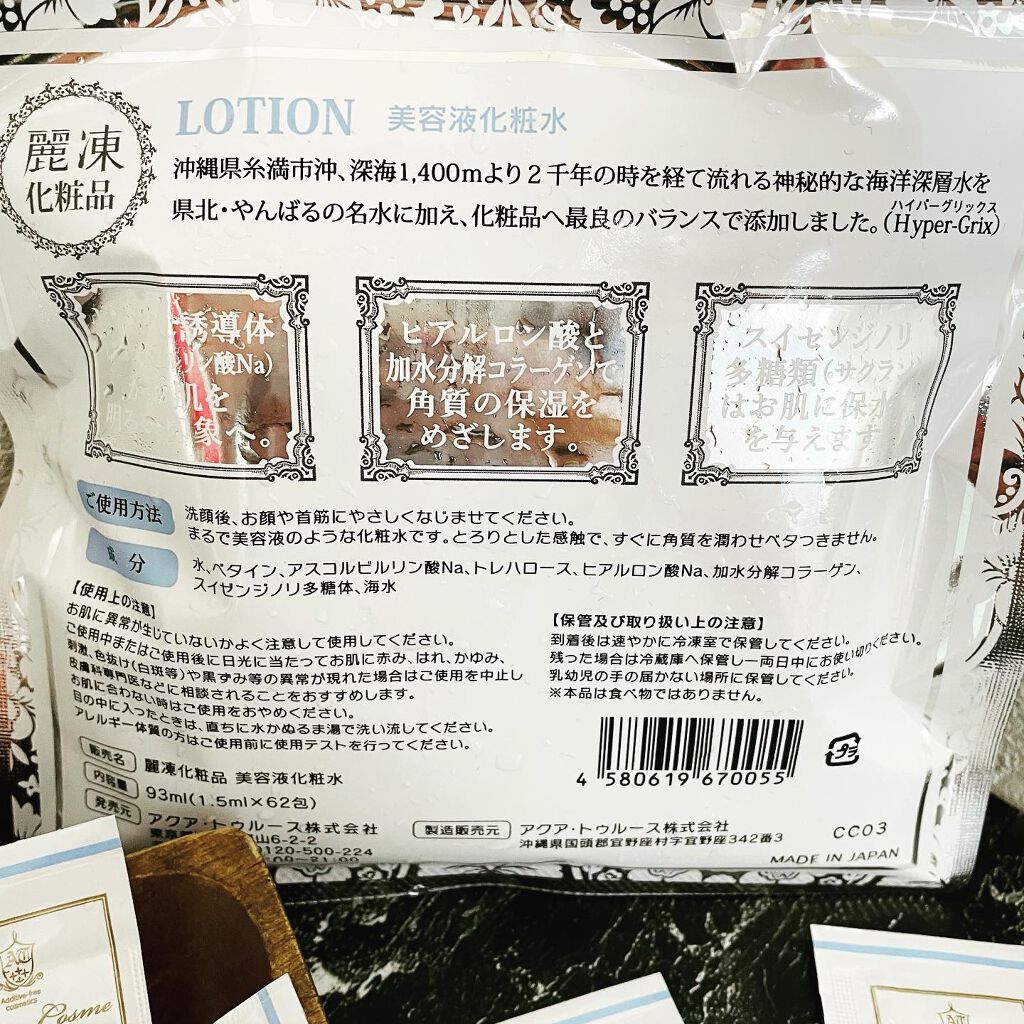 麗凍
化粧品
LOTION 美容液化粧水
沖縄県糸満市沖、深海1,400mより2千年の時を経て流れる神秘的な海洋深層水を
県北・やんばるの名水に加え、化粧品へ最良のバランスで添加しました。(Hyper-Grix)
ハイパーグリックス
誘導体
リン酸Na)
肌を
象へ。
ヒアルロン酸と
加水分解コラーゲンで
角質の保湿を
めざします。
スイゼンジノリ
多糖類(サクラン
はお肌に保水
を与えます
ご使用方法
洗顔後、お顔や首筋にやさしくなじませてください。
まるで美容液のような化粧水です。とろりとした感触で、すぐに角質を潤わせベタつきません。
成分
水、ベタイン、アスコルビルリン酸Na、トレハロース、ヒアルロン酸Na、加水分解コラーゲン、
スイゼンジノリ多糖体、海水
【使用上の注意】
お肌に異常が生じていないかよく注意して使用してください。
ご使用中またはご使用後に日光に当たってお肌に赤み、はれ、かゆみ、
刺激、色抜け(白斑等)や黒ずみ等の異常が現れた場合はご使用を中止し
皮膚科専門医などに相談されることをおすすめします。
お肌に合わない時はご使用をおやめください。
目の中に入ったときは、直ちに水かぬるま湯で洗い流してください。
アレルギー体質の方はご使用前に使用テストを行ってください。
【保管及び取り扱い上の注意】
到着後は速やかに冷凍室で保管してください。
残った場合は冷蔵庫へ保管し一両日中にお使い切りください。
乳幼児の手の届かない場所に保管してください。
※本品は食べ物ではありません。
4 580619 670055
プラ
販売名 麗凍化粧品 美容液化粧水
内容量 93ml(1.5ml×62包)
発売元 アクア・トゥルース株式会社
山6-2-2
0120-500-224
製造販売元 アクア・トゥルース株式会社
沖縄県国頭郡宜野座村字宜野座342番3
CC03
MADE IN JAPAN
AT
Additive-free
cosmetics
Cosme